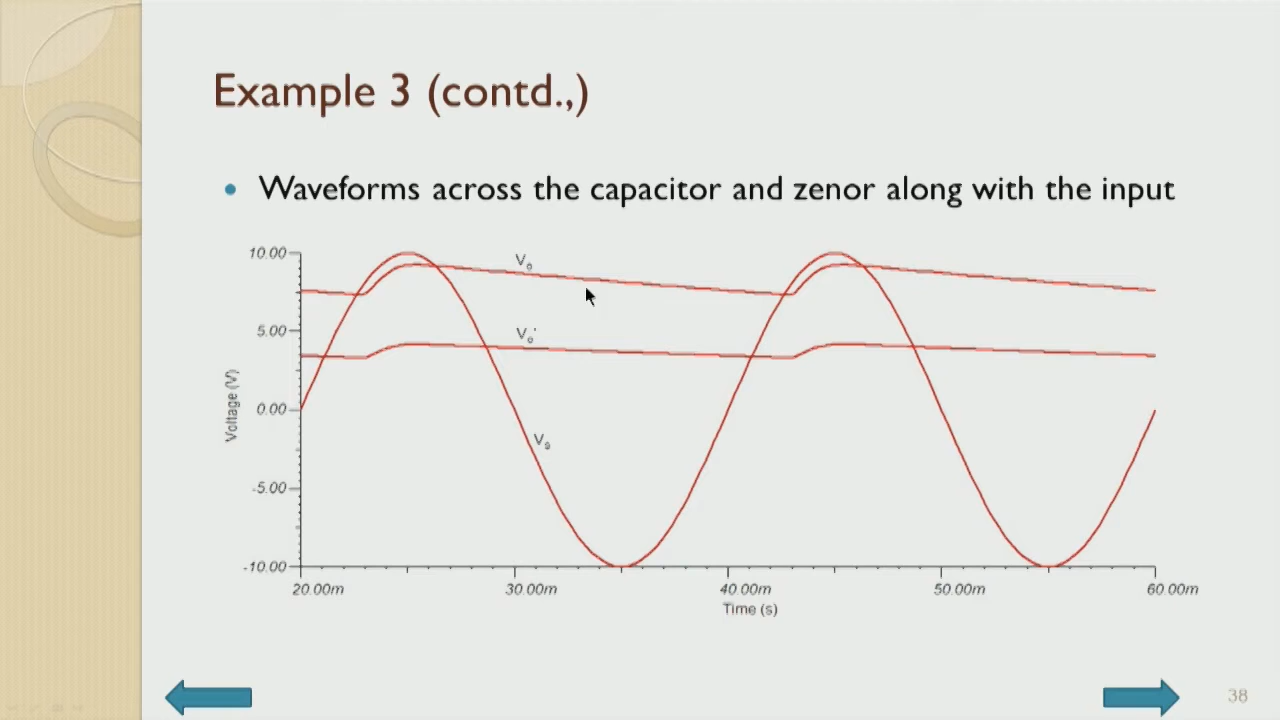 Example 3 (contd.,)
Waveforms across the capacitor and zenor along with the input
10.00
5.00
0.00
-5.00
-10.00
Voltage (V)
Vo
Vo'
Vs
20.00m 30.00m 40.00m 50.00m 60.00m
Time (s)
38